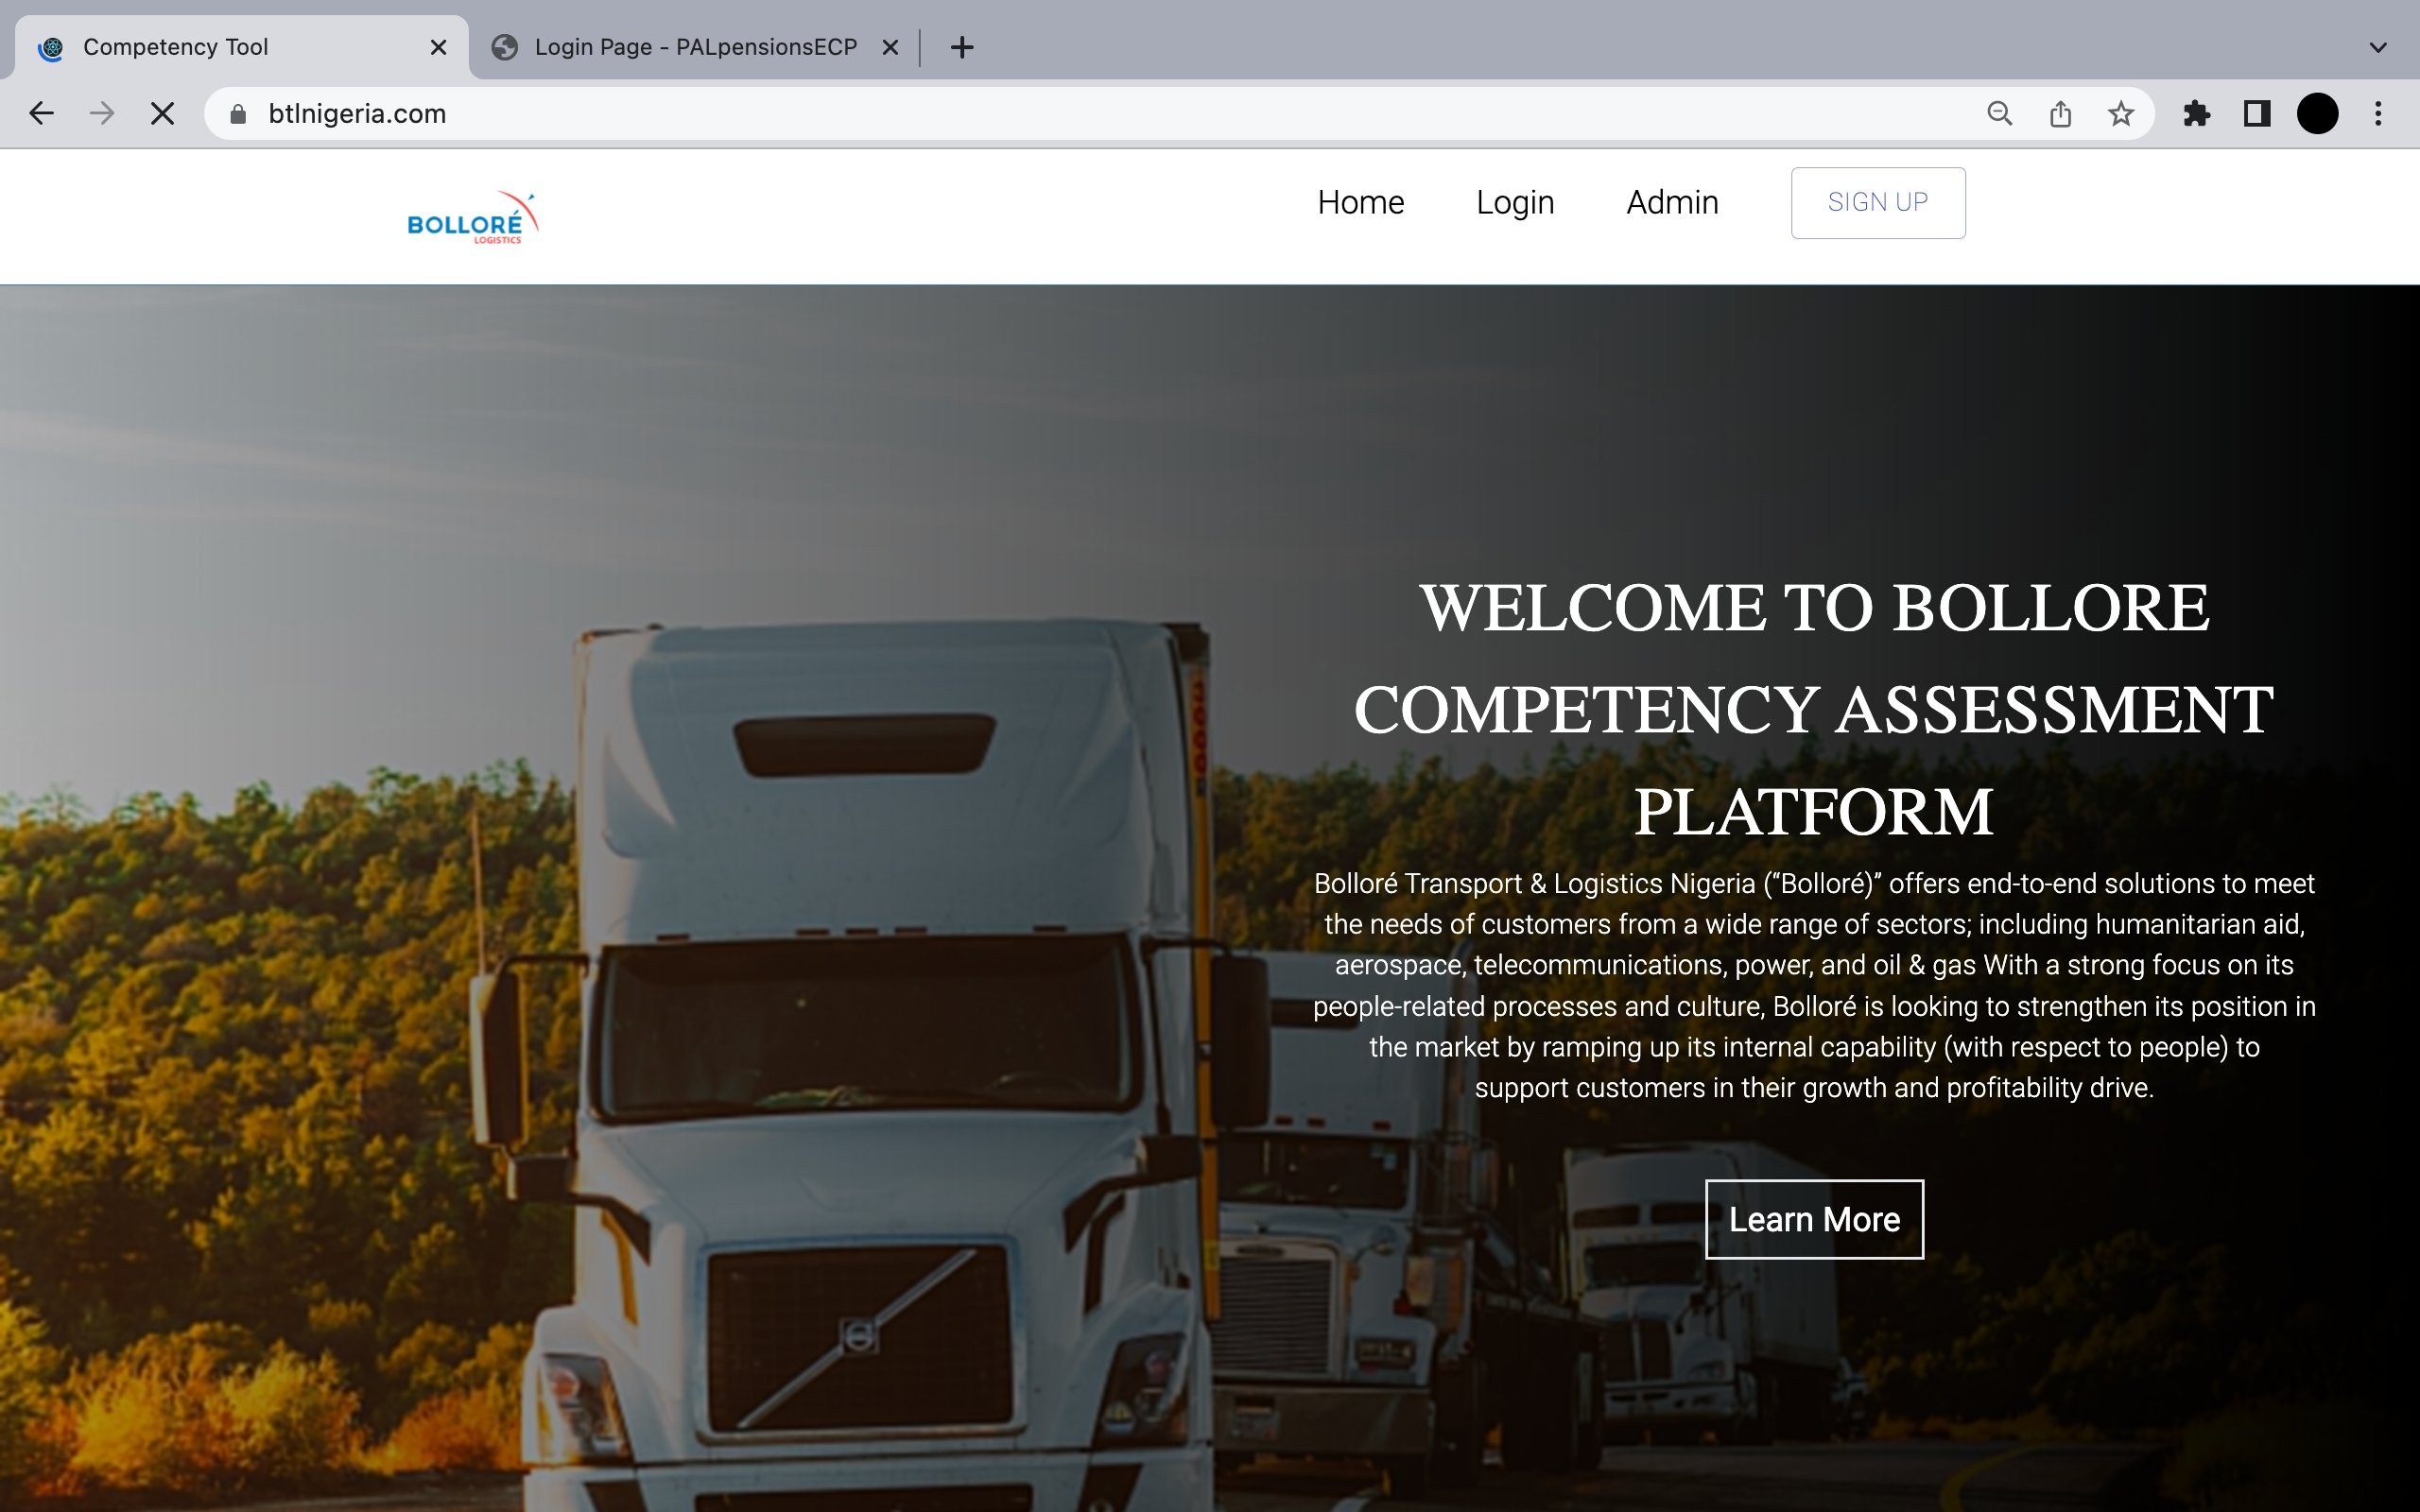 Competency Tool
Login Page - PALpensionsECP
btlnigeria.com
BOLLORÉ
LOGISTICS
Home
Login
Admin
SIGN UP
WELCOME TO BOLLORE
COMPETENCY ASSESSMENT
PLATFORM
Bolloré Transport & Logistics Nigeria (“Bolloré)” offers end-to-end solutions to meet
the needs of customers from a wide range of sectors; including humanitarian aid,
aerospace, telecommunications, power, and oil & gas With a strong focus on its
people-related processes and culture, Bolloré is looking to strengthen its position in
the market by ramping up its internal capability (with respect to people) to
support customers in their growth and profitability drive.
Learn More